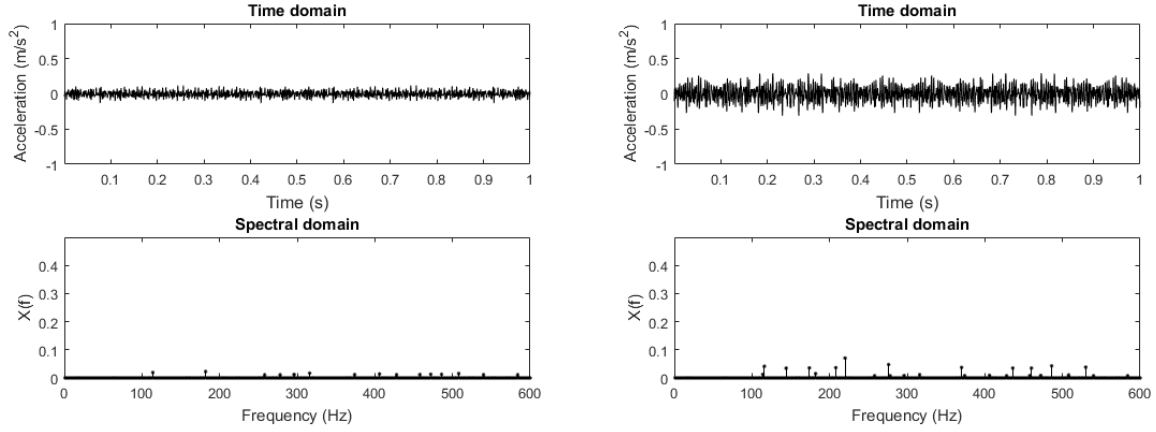 Time domain
1
0.5
0
-0.5
-1
Acceleration (m/s²)
0.1 0.2 0.3 0.4 0.5 0.6 0.7 0.8 0.9 1
Time (s)
Spectral domain
0.4
0.3
0.2
0.1
0
X(f)
0 100 200 300 400 500 600
Frequency (Hz)
Time domain
1
0.5
0
-0.5
-1
Acceleration (m/s²)
0.1 0.2 0.3 0.4 0.5 0.6 0.7 0.8 0.9 1
Time (s)
Spectral domain
0.4
0.3
0.2
0.1
0
X(f)
0 100 200 300 400 500 600
Frequency (Hz)